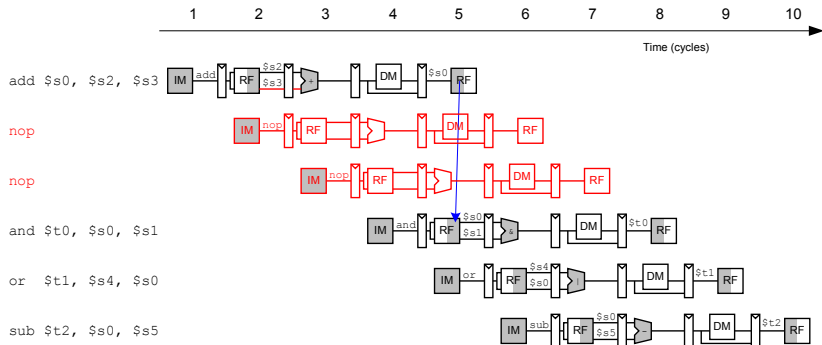 1 2 3 4 5 6 7 8 9 10
Time (cycles)
add $s0, $s2, $s3 IM add RF $s2 $s3 + DM $s0 RF
nop IM nop RF DM RF
nop IM nop RF DM RF
and $t0, $s0, $s1 IM and RF $s0 $s1 & DM $t0 RF
or $t1, $s4, $s0 IM or RF $s4 $s0 | DM $t1 RF
sub $t2, $s0, $s5 IM sub RF $s0 $s5 - DM $t2 RF